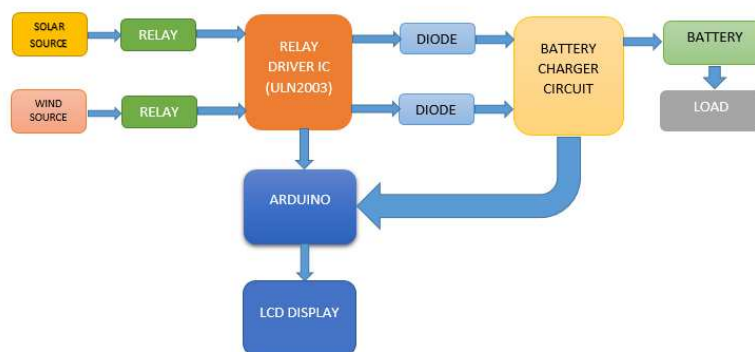 SOLAR
SOURCE
RELAY
RELAY
DRIVER IC
(ULN2003)
DIODE
BATTERY
CHARGER
CIRCUIT
BATTERY
WIND
SOURCE
RELAY
DIODE
LOAD
ARDUINO
LCD DISPLAY